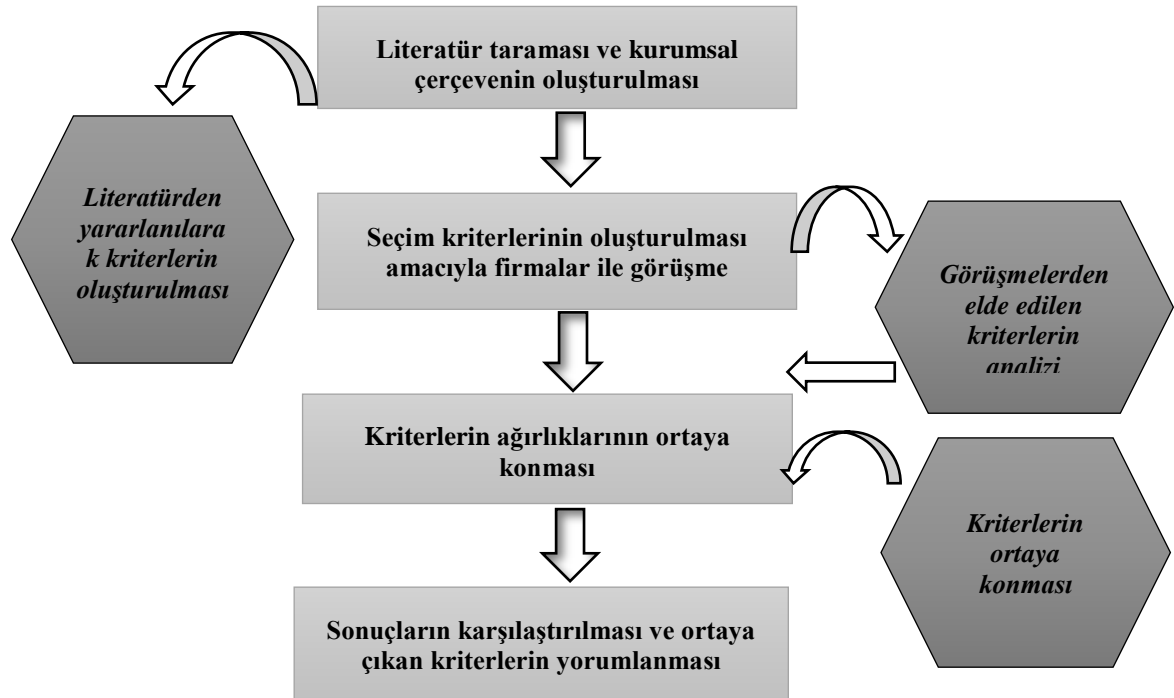 Literatür taraması ve kurumsal
çerçevenin oluşturulması
Literatürden
yararlanılara
k kriterlerin
oluşturulması
Seçim kriterlerinin oluşturulması
amacıyla firmalar ile görüşme
Görüşmelerden
elde edilen
kriterlerin
analizi
Kriterlerin ağırlıklarının ortaya
konması
Kriterlerin
ortaya
konması
Sonuçların karşılaştırılması ve ortaya
çıkan kriterlerin yorumlanması